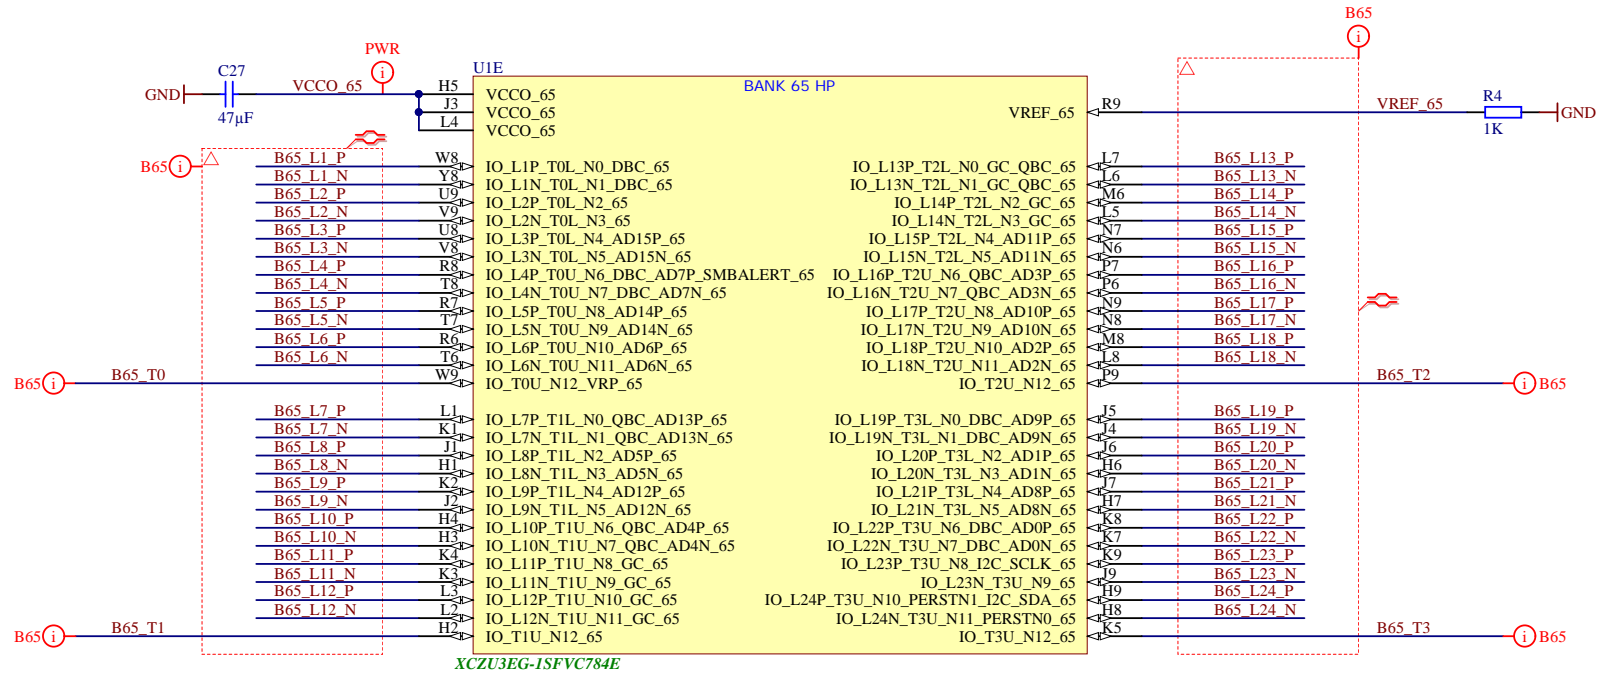 B65
PWR
U1E
BANK 65 HP
C27
GND
47µF
VCCO_65
H5 VCCO_65
J3 VCCO_65
L4 VCCO_65
VREF_65 R9 VREF_65
R4
1K
GND
B65
B65_L1_P W8 IO_L1P_T0L_N0_DBC_65 IO_L13P_T2L_N0_GC_QBC_65 L7 B65_L13_P
B65_L1_N Y8 IO_L1N_T0L_N1_DBC_65 IO_L13N_T2L_N1_GC_QBC_65 L6 B65_L13_N
B65_L2_P U9 IO_L2P_T0L_N2_65 IO_L14P_T2L_N2_GC_65 M6 B65_L14_P
B65_L2_N V9 IO_L2N_T0L_N3_65 IO_L14N_T2L_N3_GC_65 L5 B65_L14_N
B65_L3_P U8 IO_L3P_T0L_N4_AD15P_65 IO_L15P_T2L_N4_AD11P_65 N7 B65_L15_P
B65_L3_N V8 IO_L3N_T0L_N5_AD15N_65 IO_L15N_T2L_N5_AD11N_65 N6 B65_L15_N
B65_L4_P R8 IO_L4P_T0U_N6_DBC_AD7P_SMBALERT_65 IO_L16P_T2U_N6_QBC_AD3P_65 P7 B65_L16_P
B65_L4_N T8 IO_L4N_T0U_N7_DBC_AD7N_65 IO_L16N_T2U_N7_QBC_AD3N_65 P6 B65_L16_N
B65_L5_P R7 IO_L5P_T0U_N8_AD14P_65 IO_L17P_T2U_N8_AD10P_65 N9 B65_L17_P
B65_L5_N T7 IO_L5N_T0U_N9_AD14N_65 IO_L17N_T2U_N9_AD10N_65 N8 B65_L17_N
B65_L6_P R6 IO_L6P_T0U_N10_AD6P_65 IO_L18P_T2U_N10_AD2P_65 M8 B65_L18_P
B65_L6_N T6 IO_L6N_T0U_N11_AD6N_65 IO_L18N_T2U_N11_AD2N_65 L8 B65_L18_N
B65 B65_T0 W9 IO_T0U_N12_VRP_65 IO_T2U_N12_65 P9 B65_T2 B65
B65_L7_P L1 IO_L7P_T1L_N0_QBC_AD13P_65 IO_L19P_T3L_N0_DBC_AD9P_65 J5 B65_L19_P
B65_L7_N K1 IO_L7N_T1L_N1_QBC_AD13N_65 IO_L19N_T3L_N1_DBC_AD9N_65 J4 B65_L19_N
B65_L8_P J1 IO_L8P_T1L_N2_AD5P_65 IO_L20P_T3L_N2_AD1P_65 J6 B65_L20_P
B65_L8_N H1 IO_L8N_T1L_N3_AD5N_65 IO_L20N_T3L_N3_AD1N_65 H6 B65_L20_N
B65_L9_P K2 IO_L9P_T1L_N4_AD12P_65 IO_L21P_T3L_N4_AD8P_65 J7 B65_L21_P
B65_L9_N J2 IO_L9N_T1L_N5_AD12N_65 IO_L21N_T3L_N5_AD8N_65 H7 B65_L21_N
B65_L10_P H4 IO_L10P_T1U_N6_QBC_AD4P_65 IO_L22P_T3U_N6_DBC_AD0P_65 K8 B65_L22_P
B65_L10_N H3 IO_L10N_T1U_N7_QBC_AD4N_65 IO_L22N_T3U_N7_DBC_AD0N_65 K7 B65_L22_N
B65_L11_P K4 IO_L11P_T1U_N8_GC_65 IO_L23P_T3U_N8_I2C_SCLK_65 K9 B65_L23_P
B65_L11_N K3 IO_L11N_T1U_N9_GC_65 IO_L23N_T3U_N9_65 J9 B65_L23_N
B65_L12_P L3 IO_L12P_T1U_N10_GC_65 IO_L24P_T3U_N10_PERSTN1_I2C_SDA_65 H9 B65_L24_P
B65_L12_N L2 IO_L12N_T1U_N11_GC_65 IO_L24N_T3U_N11_PERSTN0_65 H8 B65_L24_N
B65 B65_T1 H2 IO_T1U_N12_65 IO_T3U_N12_65 K5 B65_T3 B65
XCZU3EG-1SFVC784E